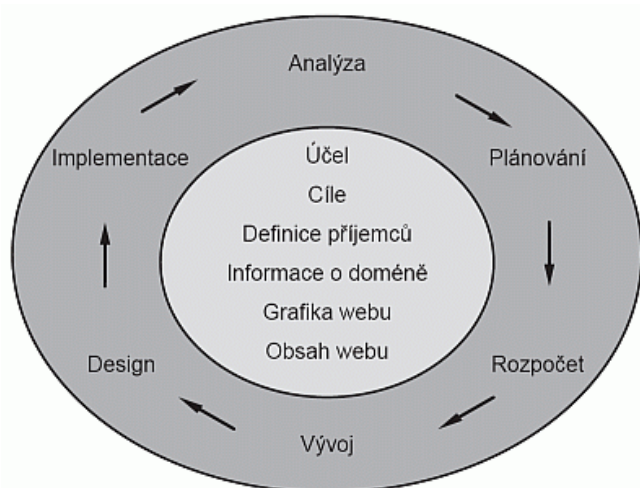 Analýza
Implementace
Plánování
Účel
Cíle
Definice příjemců
Informace o doméně
Grafika webu
Obsah webu
Design
Rozpočet
Vývoj